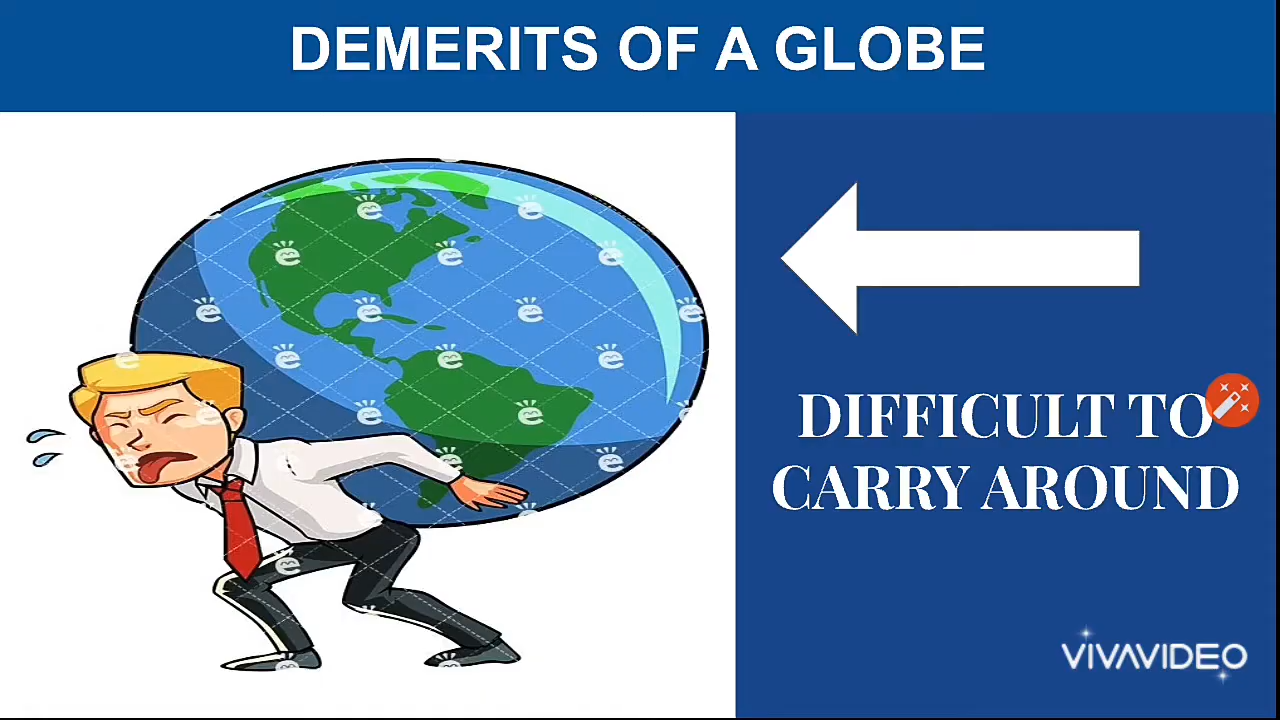 DEMERITS OF A GLOBE
DIFFICULT TO
CARRY AROUND
VIVAVIDEO